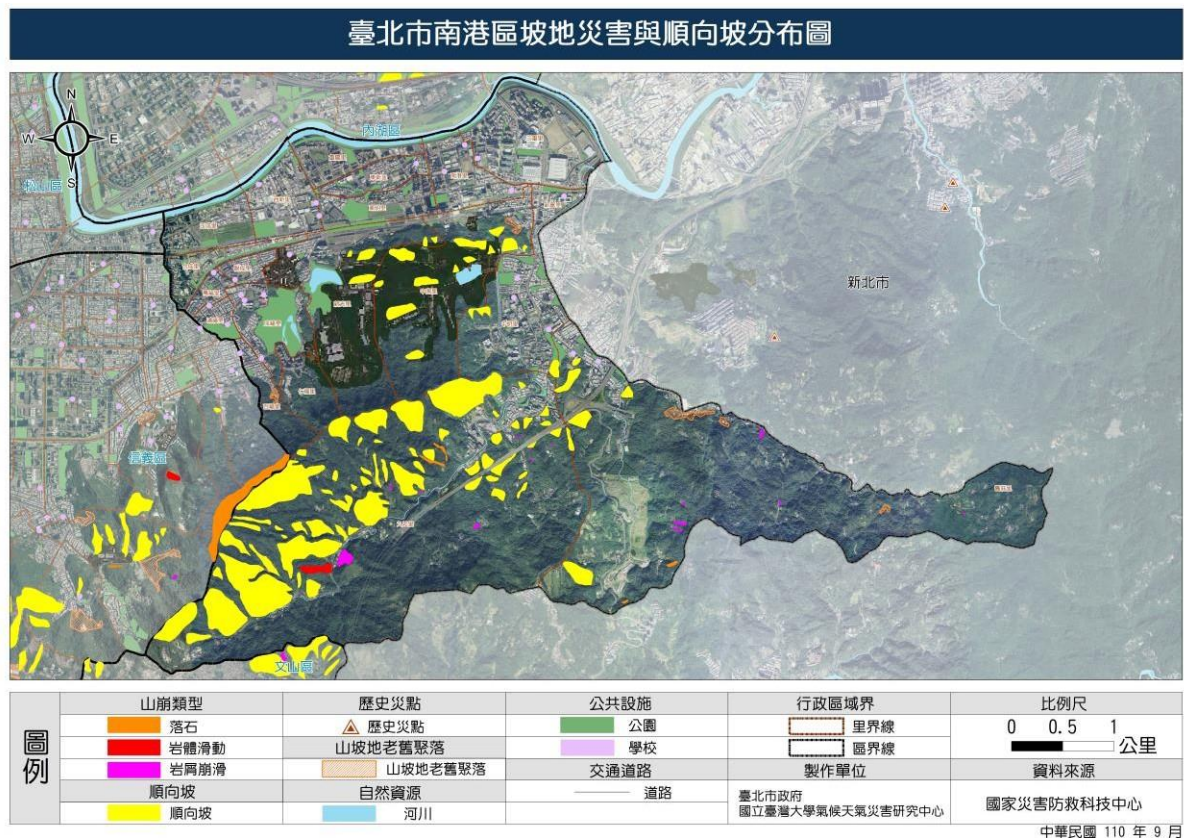 臺北市南港區坡地災害與順向坡分布圖
N
W
E
S
內湖區
松山區
新北市
信義區
文山區
圖例
山崩類型
歷史災點
公共設施
行政區域界
比例尺
落石
歷史災點
公園
里界線
0 0.5 1
公里
岩體滑動
山坡地老舊聚落
學校
區界線
岩屑崩滑
山坡地老舊聚落
交通道路
製作單位
資料來源
順向坡
自然資源
道路
臺北市政府
國立臺灣大學氣候天氣災害研究中心
國家災害防救科技中心
順向坡
河川
中華民國 110 年 9 月